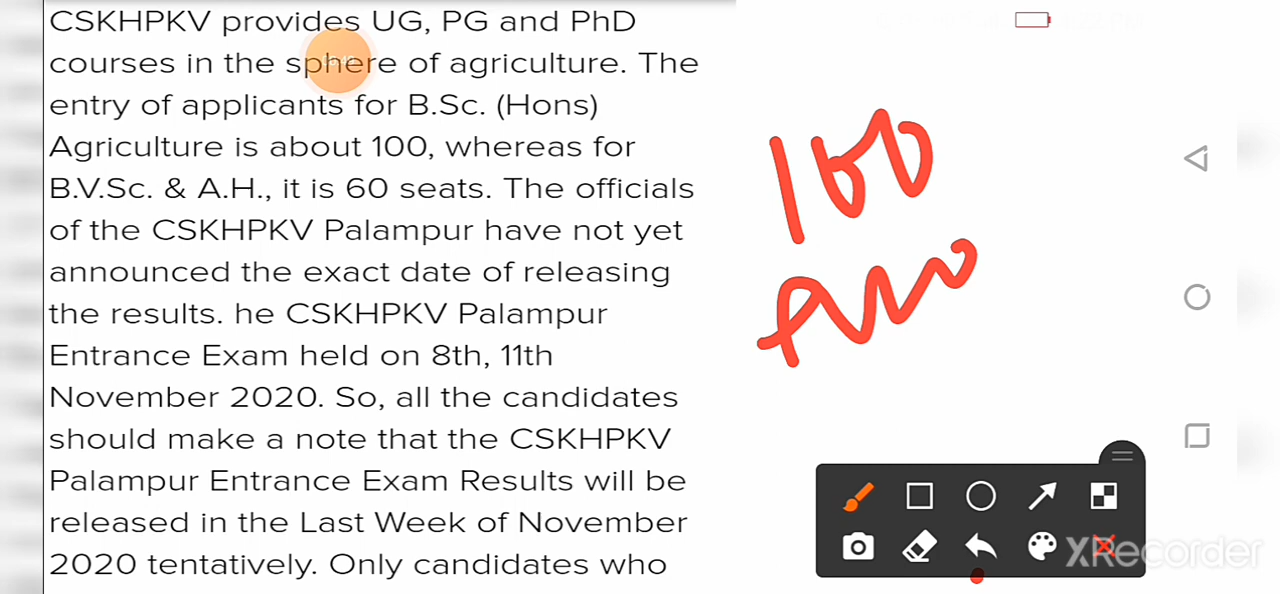 CSKHPKV provides UG, PG and PhD
courses in the sphere of agriculture. The
entry of applicants for B.Sc. (Hons)
Agriculture is about 100, whereas for
B.V.Sc. & A.H., it is 60 seats. The officials
of the CSKHPKV Palampur have not yet
announced the exact date of releasing
the results. he CSKHPKV Palampur
Entrance Exam held on 8th, 11th
November 2020. So, all the candidates
should make a note that the CSKHPKV
Palampur Entrance Exam Results will be
released in the Last Week of November
2020 tentatively. Only candidates who
100
XRecorder